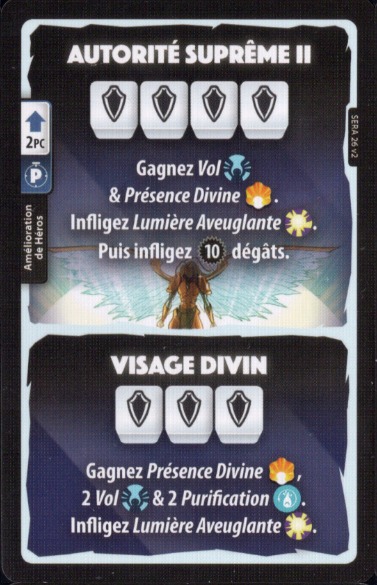 AUTORITÉ SUPRÊME II
2PC
P
Amélioration
de Héros
SERA 26 v2
Gagnez Vol
& Présence Divine .
Infligez Lumière Aveuglante .
Puis infligez 10 dégâts.
VISAGE DIVIN
Gagnez Présence Divine ,
2 Vol & 2 Purification .
Infligez Lumière Aveuglante .